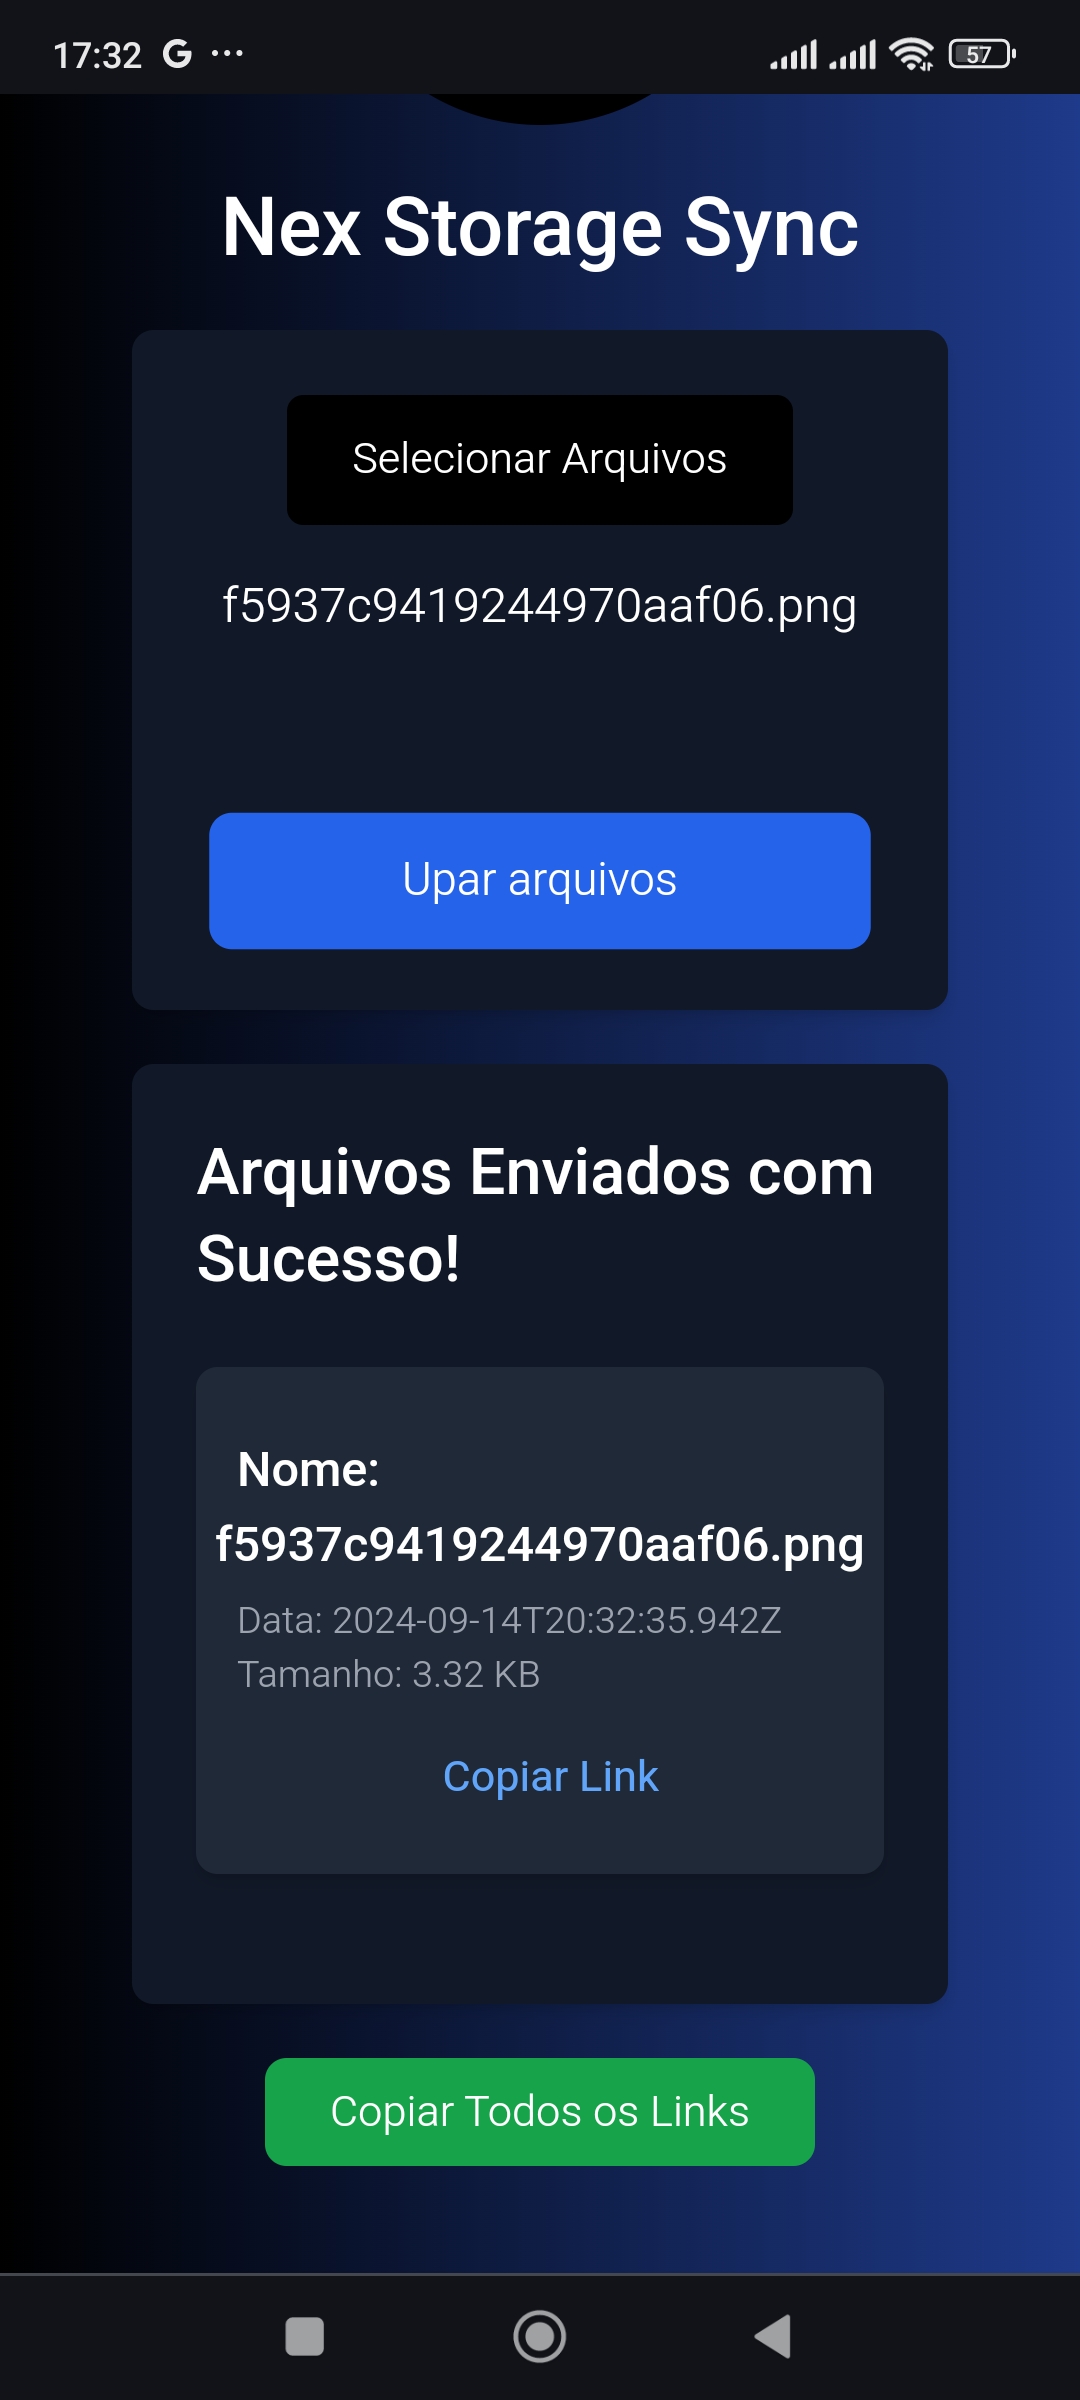 17:32 G ...
57
Nex Storage Sync
Selecionar Arquivos
f5937c9419244970aaf06.png
Upar arquivos
Arquivos Enviados com
Sucesso!
Nome:
f5937c9419244970aaf06.png
Data: 2024-09-14T20:32:35.942Z
Tamanho: 3.32 KB
Copiar Link
Copiar Todos os Links